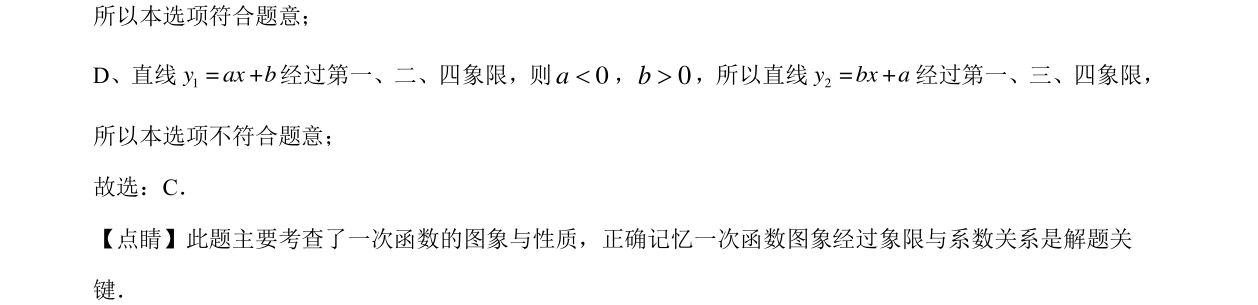 所以本选项符合题意；
D、直线 y₁ =ax+b 经过第一、二、四象限，则 a<0，b>0，所以直线 y₂ =bx+a 经过第一、三、四象限，
所以本选项不符合题意；
故选：C．
【点睛】此题主要考查了一次函数的图象与性质，正确记忆一次函数图象经过象限与系数关系是解题关
键．